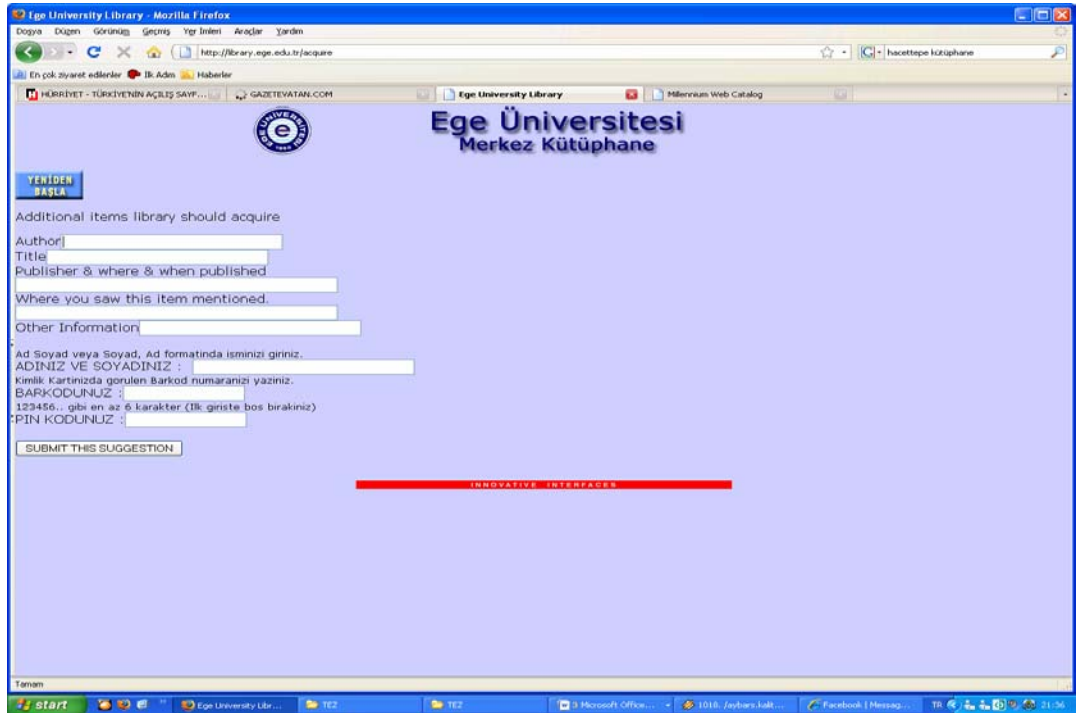 Ege University Library - Mozilla Firefox
Dosya Düzen Görünüm Geçmiş Yer İmleri Araçlar Yardım
http://library.ege.edu.tr/acquire
hacettepe kütüphane
En çok ziyaret edilenler İlk Adım Haberler
HÜRRİYET - TÜRKİYE'NİN AÇILIŞ SAYF... GAZETEVATAN.COM Ege University Library Millennium Web Catalog
Ege Üniversitesi
Merkez Kütüphane
YENİDEN
BAŞLA
Additional items library should acquire
Author
Title
Publisher & where & when published
Where you saw this item mentioned.
Other Information
Ad Soyad veya Soyad, Ad formatinda isminizi giriniz.
ADINIZ VE SOYADINIZ :
Kimlik Kartinizda gorulen Barkod numaranizi yaziniz.
BARKODUNUZ :
123456.. gibi en az 6 karakter (Ilk giriste bos birakiniz)
PIN KODUNUZ :
SUBMIT THIS SUGGESTION
INNOVATIVE INTERFACES
Tamam
start Ege University Libr... TEZ TEZ 3 Microsoft Office... 1010. /aybars.kalt... Facebook | Messag... TR 21:56